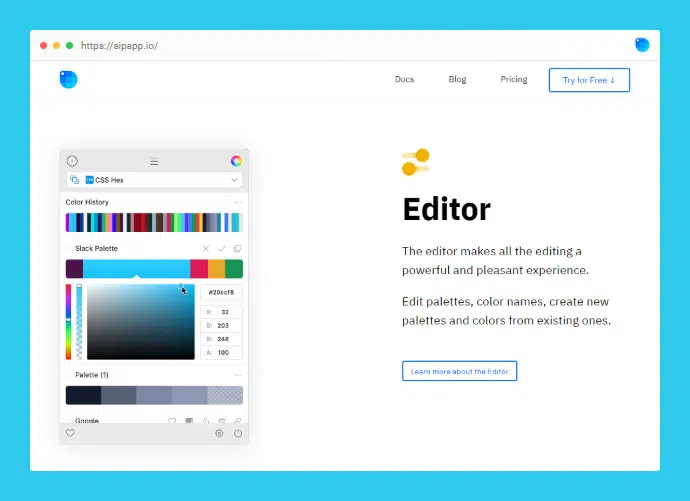 https://sipapp.io/
Docs
Blog
Pricing
Try for Free ↓
CSS Hex
Color History
Slack Palette
#20ccf8
R: 32
G: 203
B: 248
A: 100
Palette (1)
Google
Editor
The editor makes all the editing a
powerful and pleasant experience.
Edit palettes, color names, create new
palettes and colors from existing ones.
Learn more about the Editor